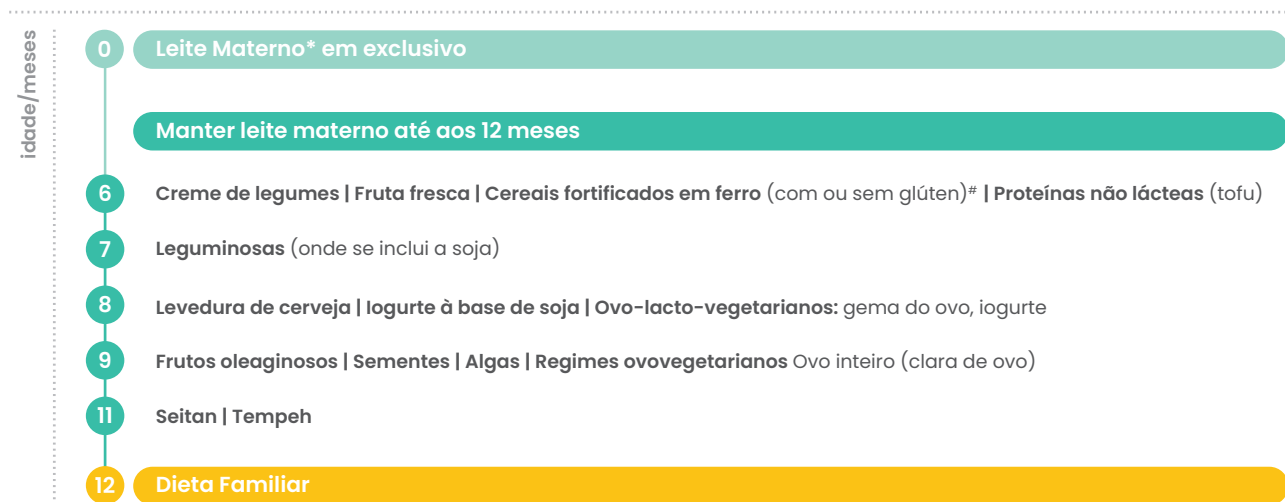 idade/meses
0 Leite Materno* em exclusivo
Manter leite materno até aos 12 meses
6 Creme de legumes | Fruta fresca | Cereais fortificados em ferro (com ou sem glúten)# | Proteínas não lácteas (tofu)
7 Leguminosas (onde se inclui a soja)
8 Levedura de cerveja | Iogurte à base de soja | Ovo-lacto-vegetarianos: gema do ovo, iogurte
9 Frutos oleaginosos | Sementes | Algas | Regimes ovovegetarianos Ovo inteiro (clara de ovo)
11 Seitan | Tempeh
12 Dieta Familiar